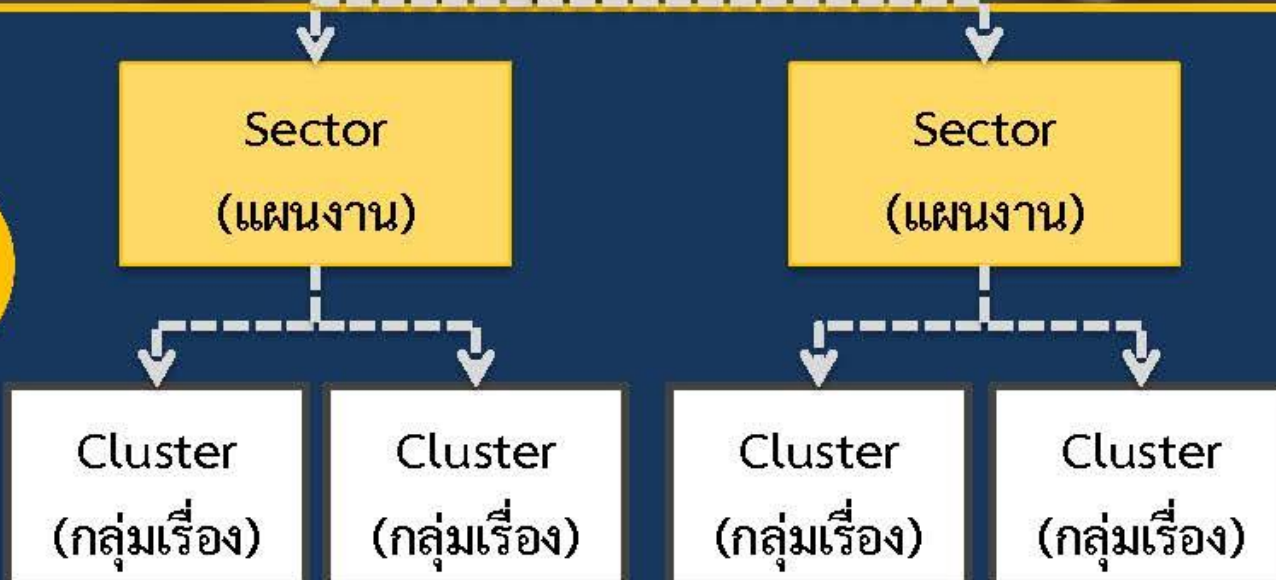 Sector
(แผนงาน)
Sector
(แผนงาน)
Cluster
(กลุ่มเรื่อง)
Cluster
(กลุ่มเรื่อง)
Cluster
(กลุ่มเรื่อง)
Cluster
(กลุ่มเรื่อง)